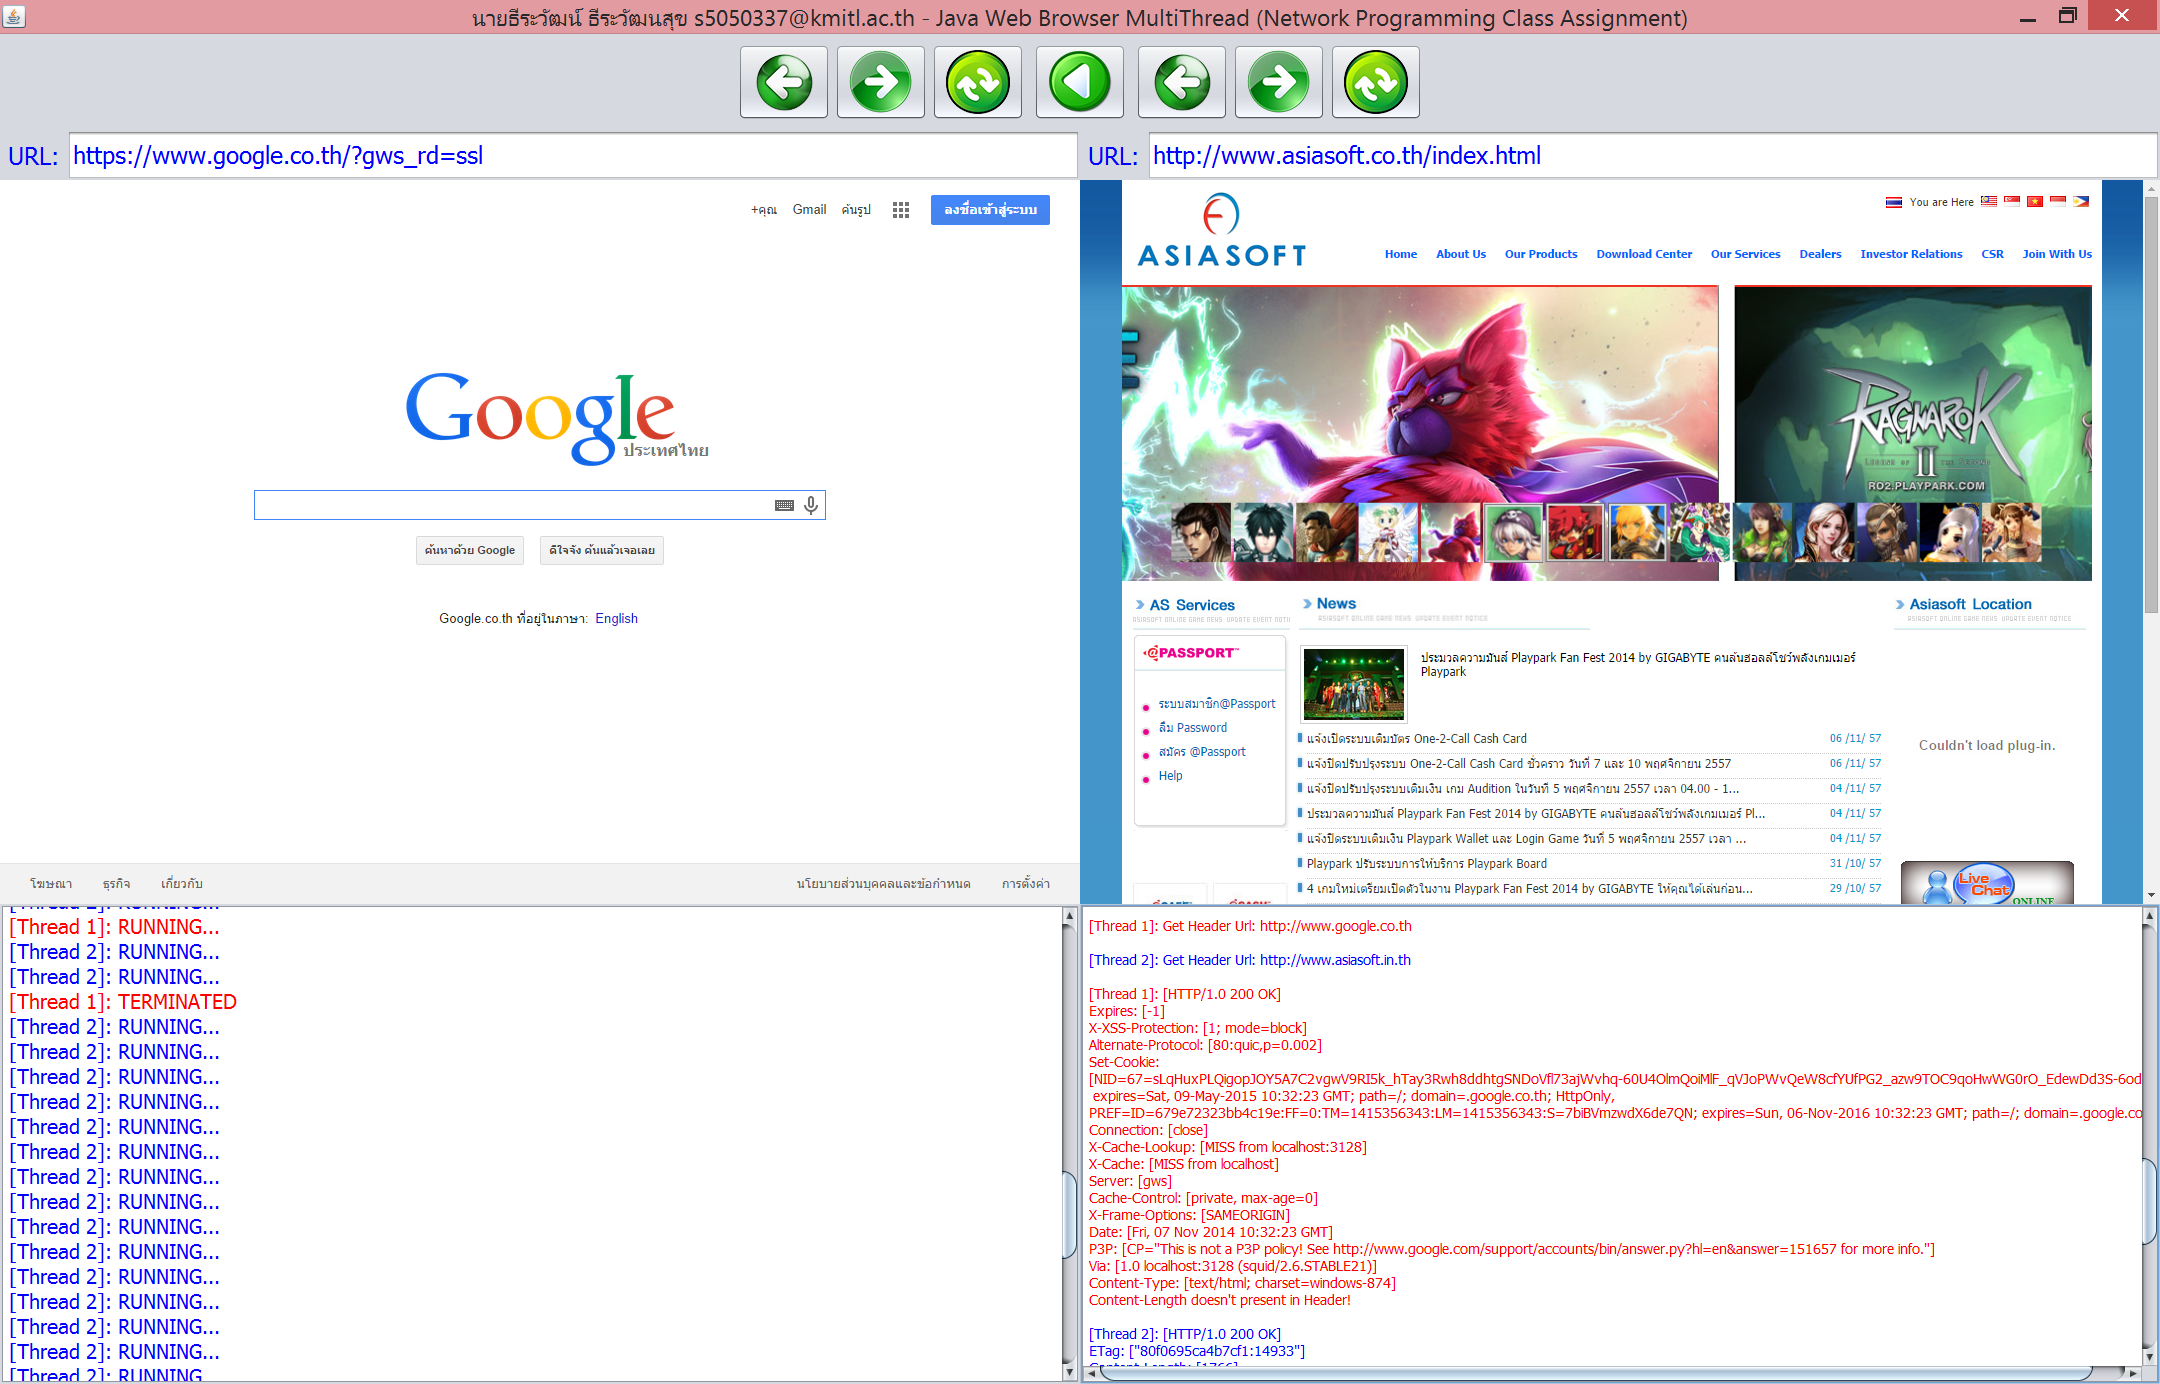 นายธีระวัฒน์ ธีระวัฒนสุข s5050337@kmitl.ac.th - Java Web Browser MultiThread (Network Programming Class Assignment)
URL: https://www.google.co.th/?gws_rd=ssl
URL: http://www.asiasoft.co.th/index.html
+คุณ Gmail ค้นรูป ลงชื่อเข้าสู่ระบบ
Google
ประเทศไทย
ค้นหาด้วย Google ดีใจจัง ค้นแล้วเจอเลย
Google.co.th ที่อยู่ในภาษา: English
โฆษณา ธุรกิจ เกี่ยวกับ นโยบายส่วนบุคคลและข้อกำหนด การตั้งค่า
You are Here
ASIASOFT
Home About Us Our Products Download Center Our Services Dealers Investor Relations CSR Join With Us
RAGNAROK
II
RO2.PLAYPARK.COM
AS Services
ASIASOFT ONLINE GAME NEWS UPDATE EVENT NOTI
@PASSPORT™
ระบบสมาชิก@Passport
ลืม Password
สมัคร @Passport
Help
News
ASIASOFT ONLINE GAME NEWS UPDATE EVENT NOTICE
ประมวลความมันส์ Playpark Fan Fest 2014 by GIGABYTE คนล้นฮอลล์โชว์พลังเกมเมอร์
Playpark
แจ้งเปิดระบบเติมบัตร One-2-Call Cash Card 06 /11/ 57
แจ้งปิดปรับปรุงระบบ One-2-Call Cash Card ชั่วคราว วันที่ 7 และ 10 พฤศจิกายน 2557 06 /11/ 57
แจ้งปิดปรับปรุงระบบเติมเงิน เกม Audition ในวันที่ 5 พฤศจิกายน 2557 เวลา 04.00 - 1... 04 /11/ 57
ประมวลความมันส์ Playpark Fan Fest 2014 by GIGABYTE คนล้นฮอลล์โชว์พลังเกมเมอร์ Pl... 04 /11/ 57
แจ้งปิดระบบเติมเงิน Playpark Wallet และ Login Game วันที่ 5 พฤศจิกายน 2557 เวลา ... 04 /11/ 57
Playpark ปรับระบบการให้บริการ Playpark Board 31 /10/ 57
4 เกมใหม่เตรียมเปิดตัวในงาน Playpark Fan Fest 2014 by GIGABYTE ให้คุณได้เล่นก่อน... 29 /10/ 57
Asiasoft Location
ASIASOFT ONLINE GAME NEWS UPDATE EVENT NOTICE
Couldn't load plug-in.
Live
Chat
ONLINE
[Thread 2]: RUNNING...
[Thread 1]: RUNNING...
[Thread 2]: RUNNING...
[Thread 2]: RUNNING...
[Thread 1]: TERMINATED
[Thread 2]: RUNNING...
[Thread 2]: RUNNING...
[Thread 2]: RUNNING...
[Thread 2]: RUNNING...
[Thread 2]: RUNNING...
[Thread 2]: RUNNING...
[Thread 2]: RUNNING...
[Thread 2]: RUNNING...
[Thread 2]: RUNNING...
[Thread 2]: RUNNING...
[Thread 2]: RUNNING...
[Thread 2]: RUNNING...
[Thread 2]: RUNNING...
[Thread 2]: RUNNING...
[Thread 2]: RUNNING
[Thread 1]: Get Header Url: http://www.google.co.th
[Thread 2]: Get Header Url: http://www.asiasoft.in.th
[Thread 1]: [HTTP/1.0 200 OK]
Expires: [-1]
X-XSS-Protection: [1; mode=block]
Alternate-Protocol: [80:quic,p=0.002]
Set-Cookie:
[NID=67=sLqHuxPLQigopJOY5A7C2vgwV9RI5k_hTay3Rwh8ddhtgSNDoVfl73ajWvhq-60U4OlmQoiMlF_qVJoPWvQeW8cfYUfPG2_azw9TOC9qoHwWG0rO_EdewDd3S-6od
expires=Sat, 09-May-2015 10:32:23 GMT; path=/; domain=.google.co.th; HttpOnly,
PREF=ID=679e72323bb4c19e:FF=0:TM=1415356343:LM=1415356343:S=7biBVmzwdX6de7QN; expires=Sun, 06-Nov-2016 10:32:23 GMT; path=/; domain=.google.co
Connection: [close]
X-Cache-Lookup: [MISS from localhost:3128]
X-Cache: [MISS from localhost]
Server: [gws]
Cache-Control: [private, max-age=0]
X-Frame-Options: [SAMEORIGIN]
Date: [Fri, 07 Nov 2014 10:32:23 GMT]
P3P: [CP="This is not a P3P policy! See http://www.google.com/support/accounts/bin/answer.py?hl=en&answer=151657 for more info."]
Via: [1.0 localhost:3128 (squid/2.6.STABLE21)]
Content-Type: [text/html; charset=windows-874]
Content-Length doesn't present in Header!
[Thread 2]: [HTTP/1.0 200 OK]
ETag: ["80f0695ca4b7cf1:14933"]
Content-Length: [1766]